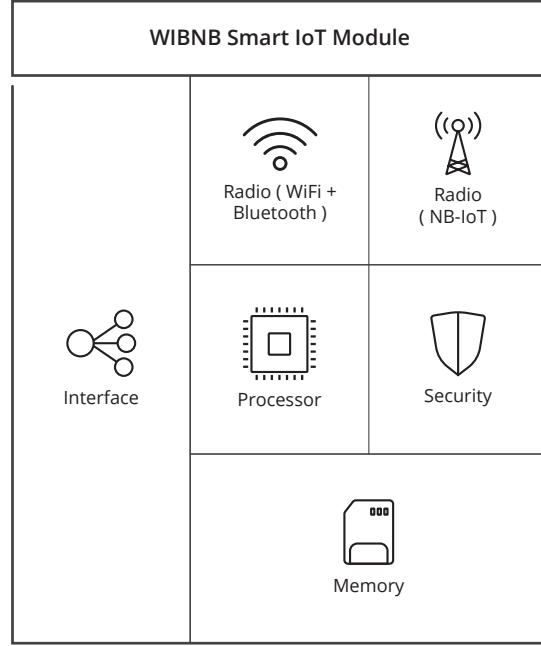 WIBNB Smart IoT Module
Radio ( WiFi +
Bluetooth )
Radio
( NB-IoT )
Interface
Processor
Security
Memory